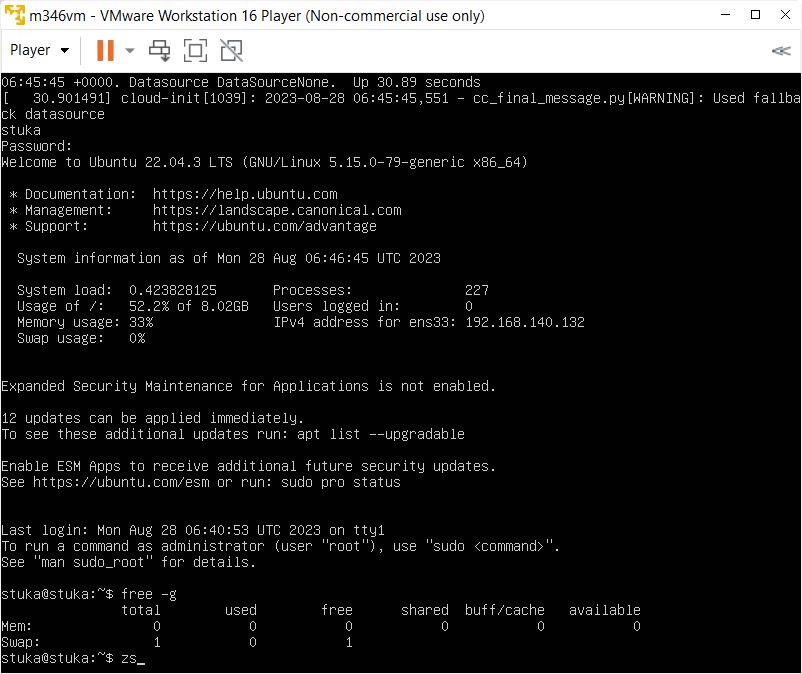 m346vm - VMware Workstation 16 Player (Non-commercial use only)
Player
06:45:45 +0000. Datasource DataSourceNone.  Up 30.89 seconds
[   30.901491] cloud-init[1039]: 2023-08-28 06:45:45,551 - cc_final_message.py[WARNING]: Used fallba
ck datasource
stuka
Password:
Welcome to Ubuntu 22.04.3 LTS (GNU/Linux 5.15.0-79-generic x86_64)
 * Documentation:  https://help.ubuntu.com
 * Management:     https://landscape.canonical.com
 * Support:        https://ubuntu.com/advantage
  System information as of Mon 28 Aug 06:46:45 UTC 2023
  System load:  0.423828125       Processes:              227
  Usage of /:   52.2% of 8.02GB   Users logged in:        0
  Memory usage: 33%               IPv4 address for ens33: 192.168.140.132
  Swap usage:   0%
Expanded Security Maintenance for Applications is not enabled.
12 updates can be applied immediately.
To see these additional updates run: apt list --upgradable
Enable ESM Apps to receive additional future security updates.
See https://ubuntu.com/esm or run: sudo pro status
Last login: Mon Aug 28 06:40:53 UTC 2023 on tty1
To run a command as administrator (user "root"), use "sudo <command>".
See "man sudo_root" for details.
stuka@stuka:~$ free -g
               total        used        free      shared  buff/cache   available
Mem:               0           0           0           0           0           0
Swap:              1           0           1
stuka@stuka:~$ zs_